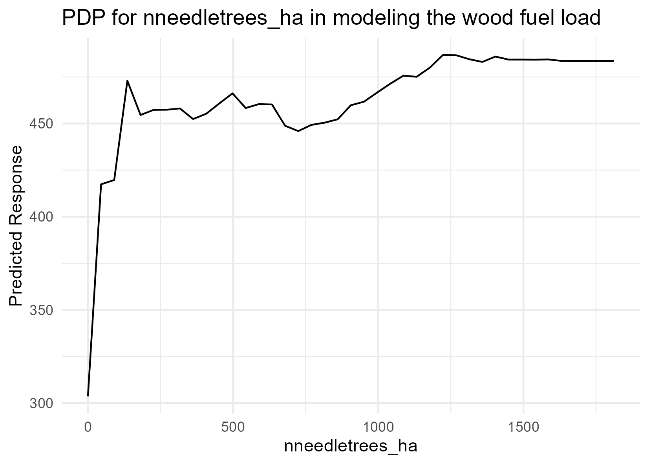 PDP for nneedletrees_ha in modeling the wood fuel load
Predicted Response
450
400
350
300
0 500 1000 1500
nneedletrees_ha